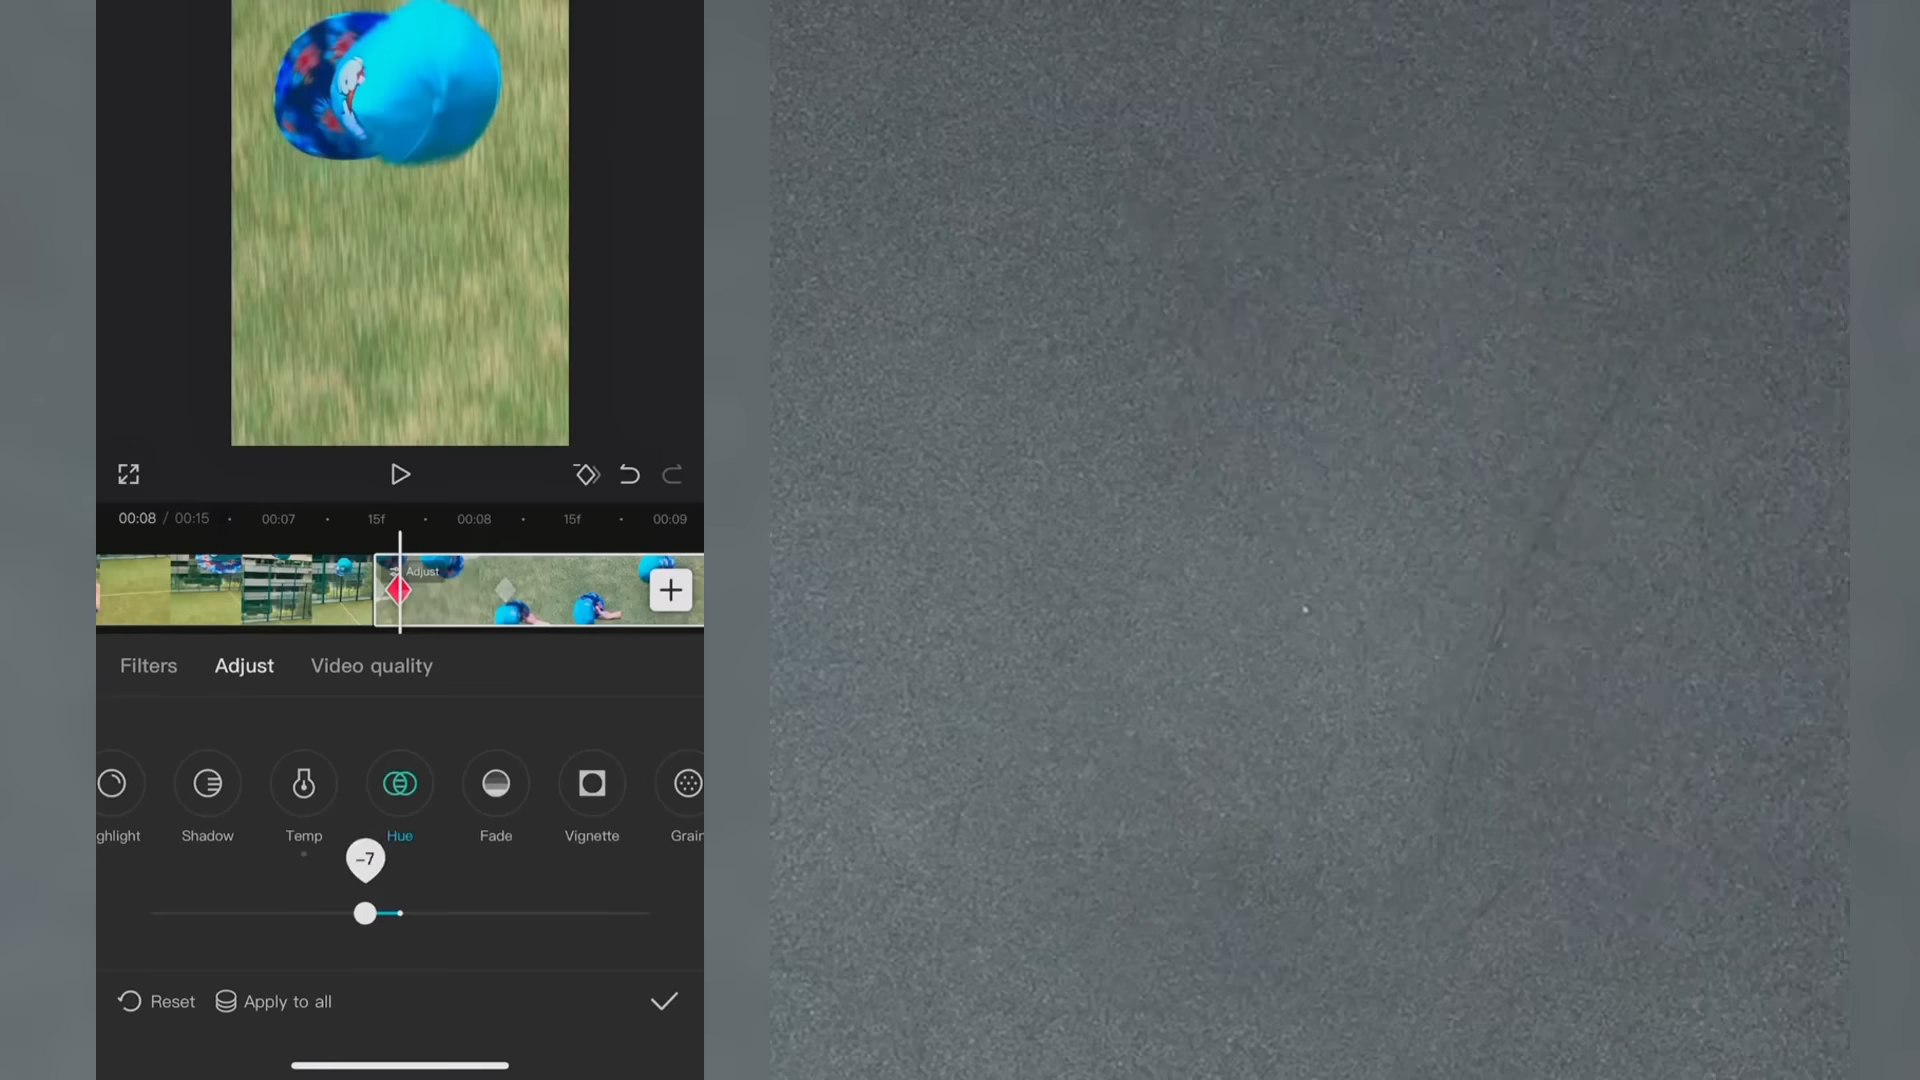 00:08 / 00:15 00:07 15f 00:08 15f 00:09
Adjust
Filters Adjust Video quality
ghlight Shadow Temp Hue Fade Vignette Grain
-7
Reset Apply to all